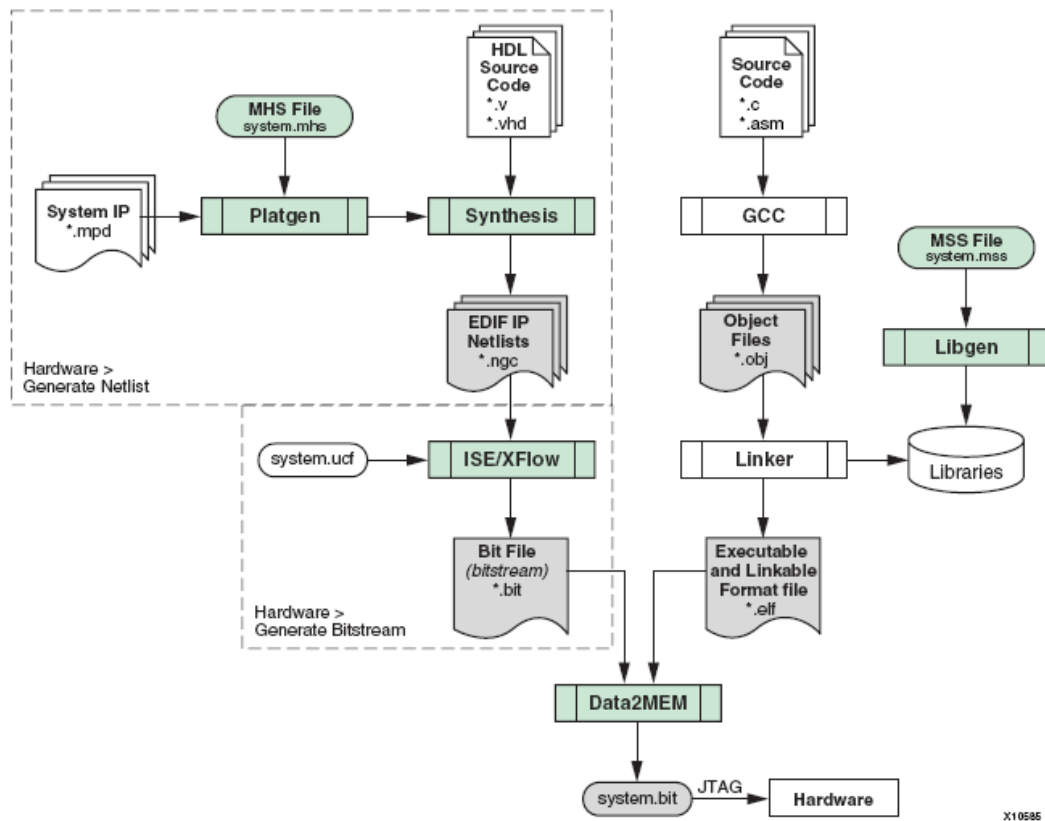 HDL
Source
Code
*.v
*.vhd
Source
Code
*.c
*.asm
MHS File
system.mhs
System IP
*.mpd
Platgen
Synthesis
GCC
MSS File
system.mss
EDIF IP
Netlists
*.ngc
Object
Files
*.obj
Libgen
Hardware >
Generate Netlist
system.ucf
ISE/XFlow
Linker
Libraries
Bit File
(bitstream)
*.bit
Executable
and Linkable
Format file
*.elf
Hardware >
Generate Bitstream
Data2MEM
system.bit
JTAG
Hardware
X10585